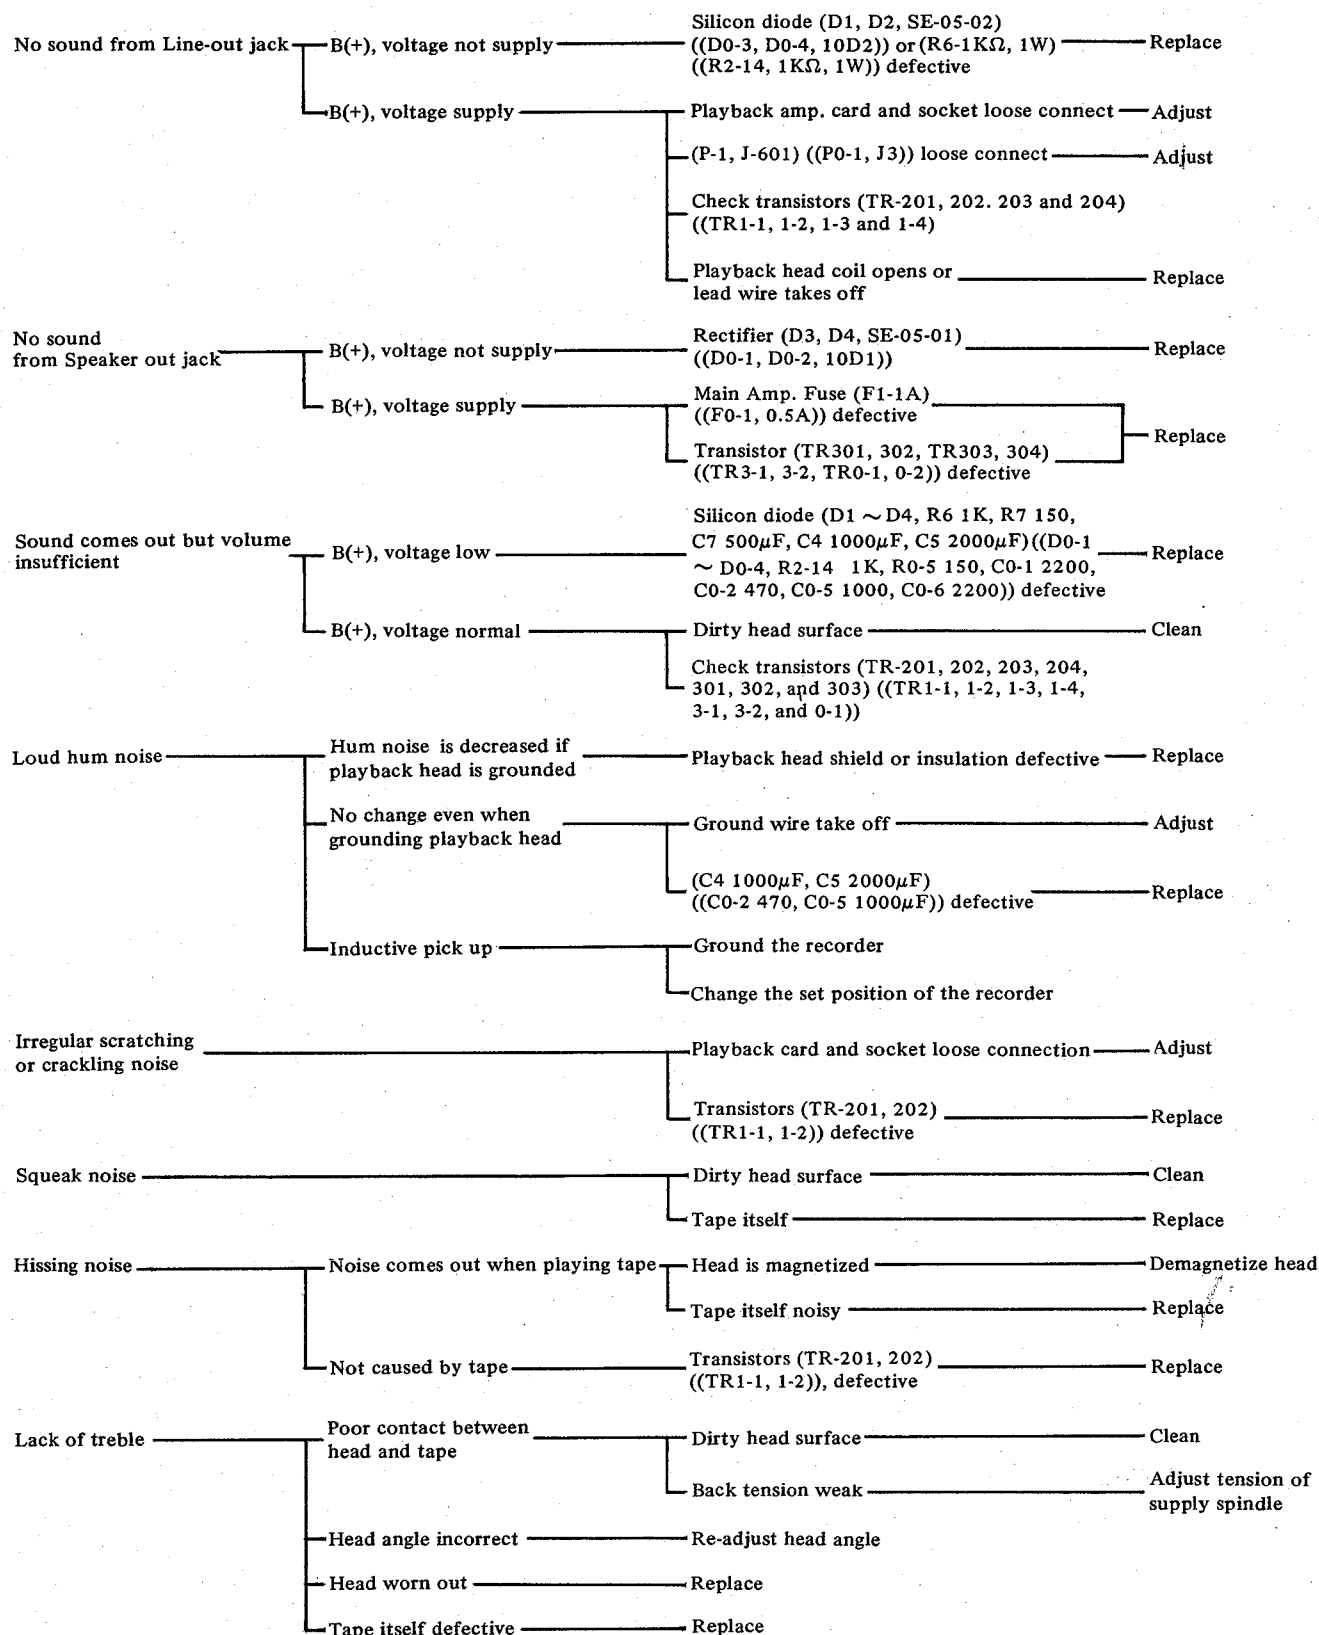 No sound from Line-out jack
B(+), voltage not supply
Silicon diode (D1, D2, SE-05-02)
((D0-3, D0-4, 10D2)) or (R6-1KΩ, 1W)
((R2-14, 1KΩ, 1W)) defective
Replace
B(+), voltage supply
Playback amp. card and socket loose connect
Adjust
(P-1, J-601) ((P0-1, J3)) loose connect
Adjust
Check transistors (TR-201, 202. 203 and 204)
((TR1-1, 1-2, 1-3 and 1-4)
Playback head coil opens or
lead wire takes off
Replace
No sound
from Speaker out jack
B(+), voltage not supply
Rectifier (D3, D4, SE-05-01)
((D0-1, D0-2, 10D1))
Replace
B(+), voltage supply
Main Amp. Fuse (F1-1A)
((F0-1, 0.5A)) defective
Transistor (TR301, 302, TR303, 304)
((TR3-1, 3-2, TR0-1, 0-2)) defective
Replace
Sound comes out but volume
insufficient
B(+), voltage low
Silicon diode (D1 ~ D4, R6 1K, R7 150,
C7 500μF, C4 1000μF, C5 2000μF)((D0-1
~ D0-4, R2-14 1K, R0-5 150, C0-1 2200,
C0-2 470, C0-5 1000, C0-6 2200)) defective
Replace
B(+), voltage normal
Dirty head surface
Clean
Check transistors (TR-201, 202, 203, 204,
301, 302, and 303) ((TR1-1, 1-2, 1-3, 1-4,
3-1, 3-2, and 0-1))
Loud hum noise
Hum noise is decreased if
playback head is grounded
Playback head shield or insulation defective
Replace
No change even when
grounding playback head
Ground wire take off
Adjust
(C4 1000μF, C5 2000μF)
((C0-2 470, C0-5 1000μF)) defective
Replace
Inductive pick up
Ground the recorder
Change the set position of the recorder
Irregular scratching
or crackling noise
Playback card and socket loose connection
Adjust
Transistors (TR-201, 202)
((TR1-1, 1-2)) defective
Replace
Squeak noise
Dirty head surface
Clean
Tape itself
Replace
Hissing noise
Noise comes out when playing tape
Head is magnetized
Demagnetize head
Tape itself noisy
Replace
Not caused by tape
Transistors (TR-201, 202)
((TR1-1, 1-2)), defective
Replace
Lack of treble
Poor contact between
head and tape
Dirty head surface
Clean
Back tension weak
Adjust tension of
supply spindle
Head angle incorrect
Re-adjust head angle
Head worn out
Replace
Tape itself defective
Replace